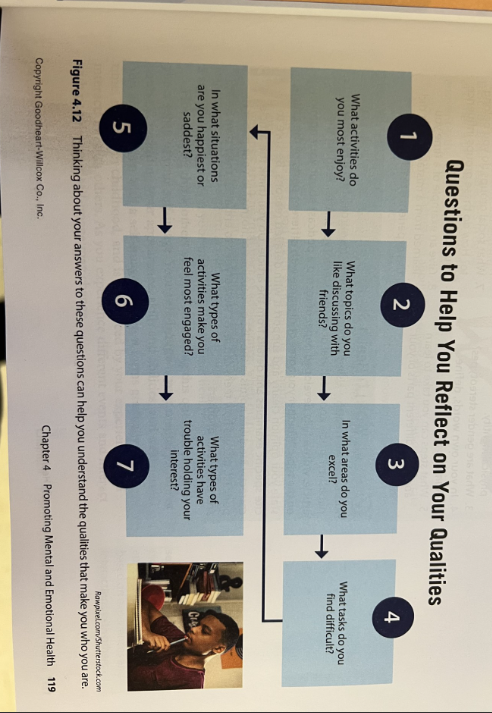 Questions to Help You Reflect on Your Qualities
1
What activities do
you most enjoy?
2
What topics do you
like discussing with
friends?
3
In what areas do you
excel?
4
What tasks do you
find difficult?
In what situations
are you happiest or
saddest?
5
What types of
activities make you
feel most engaged?
6
What types of
activities have
trouble holding your
interest?
7
Rawpixel.com/Shutterstock.com
Figure 4.12 Thinking about your answers to these questions can help you understand the qualities that make you who you are.
Copyright Goodheart-Willcox Co., Inc.
Chapter 4 Promoting Mental and Emotional Health 119